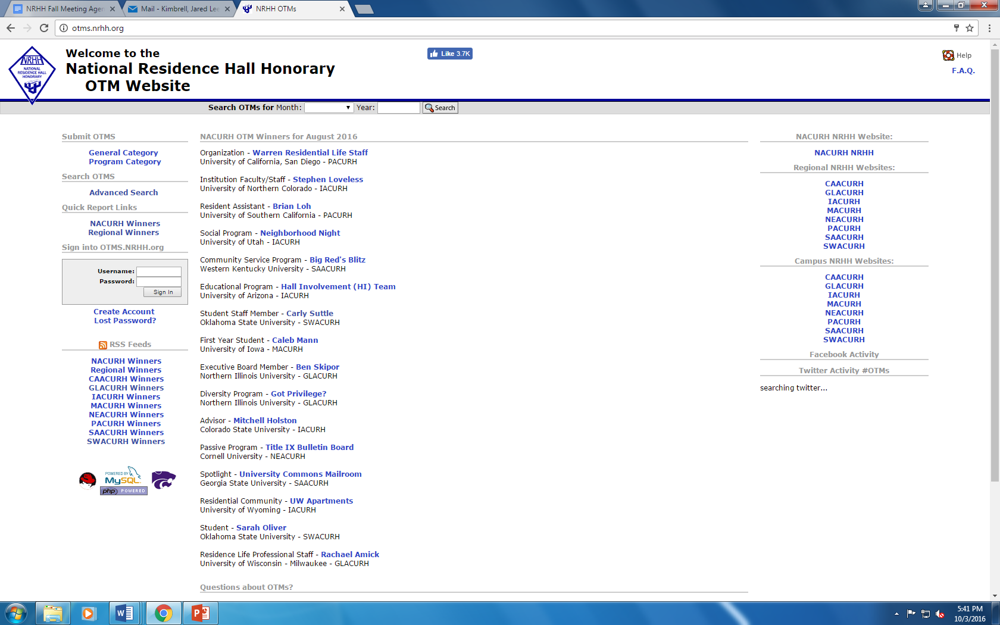 NRHH Fall Meeting Agen
Mail - Kimbrell, Jared Lee
NRHH OTMs
otms.nrhh.org
NRHH
NATIONAL
RESIDENCE HALL
HONORARY
Welcome to the
National Residence Hall Honorary
OTM Website
Like 3.7K
Help
F.A.Q.
Search OTMs for Month: Year: Search
Submit OTMS
General Category
Program Category
Search OTMS
Advanced Search
Quick Report Links
NACURH Winners
Regional Winners
Sign into OTMS.NRHH.org
Username:
Password:
Sign In
Create Account
Lost Password?
RSS Feeds
NACURH Winners
Regional Winners
CAACURH Winners
GLACURH Winners
IACURH Winners
MACURH Winners
NEACURH Winners
PACURH Winners
SAACURH Winners
SWACURH Winners
POWERED BY
MySQL
php POWERED
NACURH OTM Winners for August 2016
Organization - Warren Residential Life Staff
University of California, San Diego - PACURH
Institution Faculty/Staff - Stephen Loveless
University of Northern Colorado - IACURH
Resident Assistant - Brian Loh
University of Southern California - PACURH
Social Program - Neighborhood Night
University of Utah - IACURH
Community Service Program - Big Red's Blitz
Western Kentucky University - SAACURH
Educational Program - Hall Involvement (HI) Team
University of Arizona - IACURH
Student Staff Member - Carly Suttle
Oklahoma State University - SWACURH
First Year Student - Caleb Mann
University of Iowa - MACURH
Executive Board Member - Ben Skipor
Northern Illinois University - GLACURH
Diversity Program - Got Privilege?
Northern Illinois University - GLACURH
Advisor - Mitchell Holston
Colorado State University - IACURH
Passive Program - Title IX Bulletin Board
Cornell University - NEACURH
Spotlight - University Commons Mailroom
Georgia State University - SAACURH
Residential Community - UW Apartments
University of Wyoming - IACURH
Student - Sarah Oliver
Oklahoma State University - SWACURH
Residence Life Professional Staff - Rachael Amick
University of Wisconsin - Milwaukee - GLACURH
Questions about OTMs?
NACURH NRHH Website:
NACURH NRHH
Regional NRHH Websites:
CAACURH
GLACURH
IACURH
MACURH
NEACURH
PACURH
SAACURH
SWACURH
Campus NRHH Websites:
CAACURH
GLACURH
IACURH
MACURH
NEACURH
PACURH
SAACURH
SWACURH
Facebook Activity
Twitter Activity #OTMs
searching twitter...
5:41 PM
10/3/2016